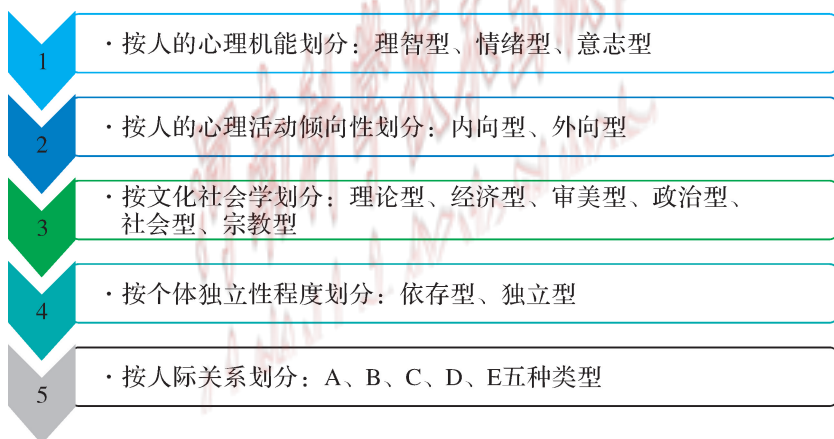 1
·按人的心理机能划分：理智型、情绪型、意志型
2
·按人的心理活动倾向性划分：内向型、外向型
3
·按文化社会学划分：理论型、经济型、审美型、政治型、
社会型、宗教型
4
·按个体独立性程度划分：依存型、独立型
5
·按人际关系划分：A、B、C、D、E五种类型